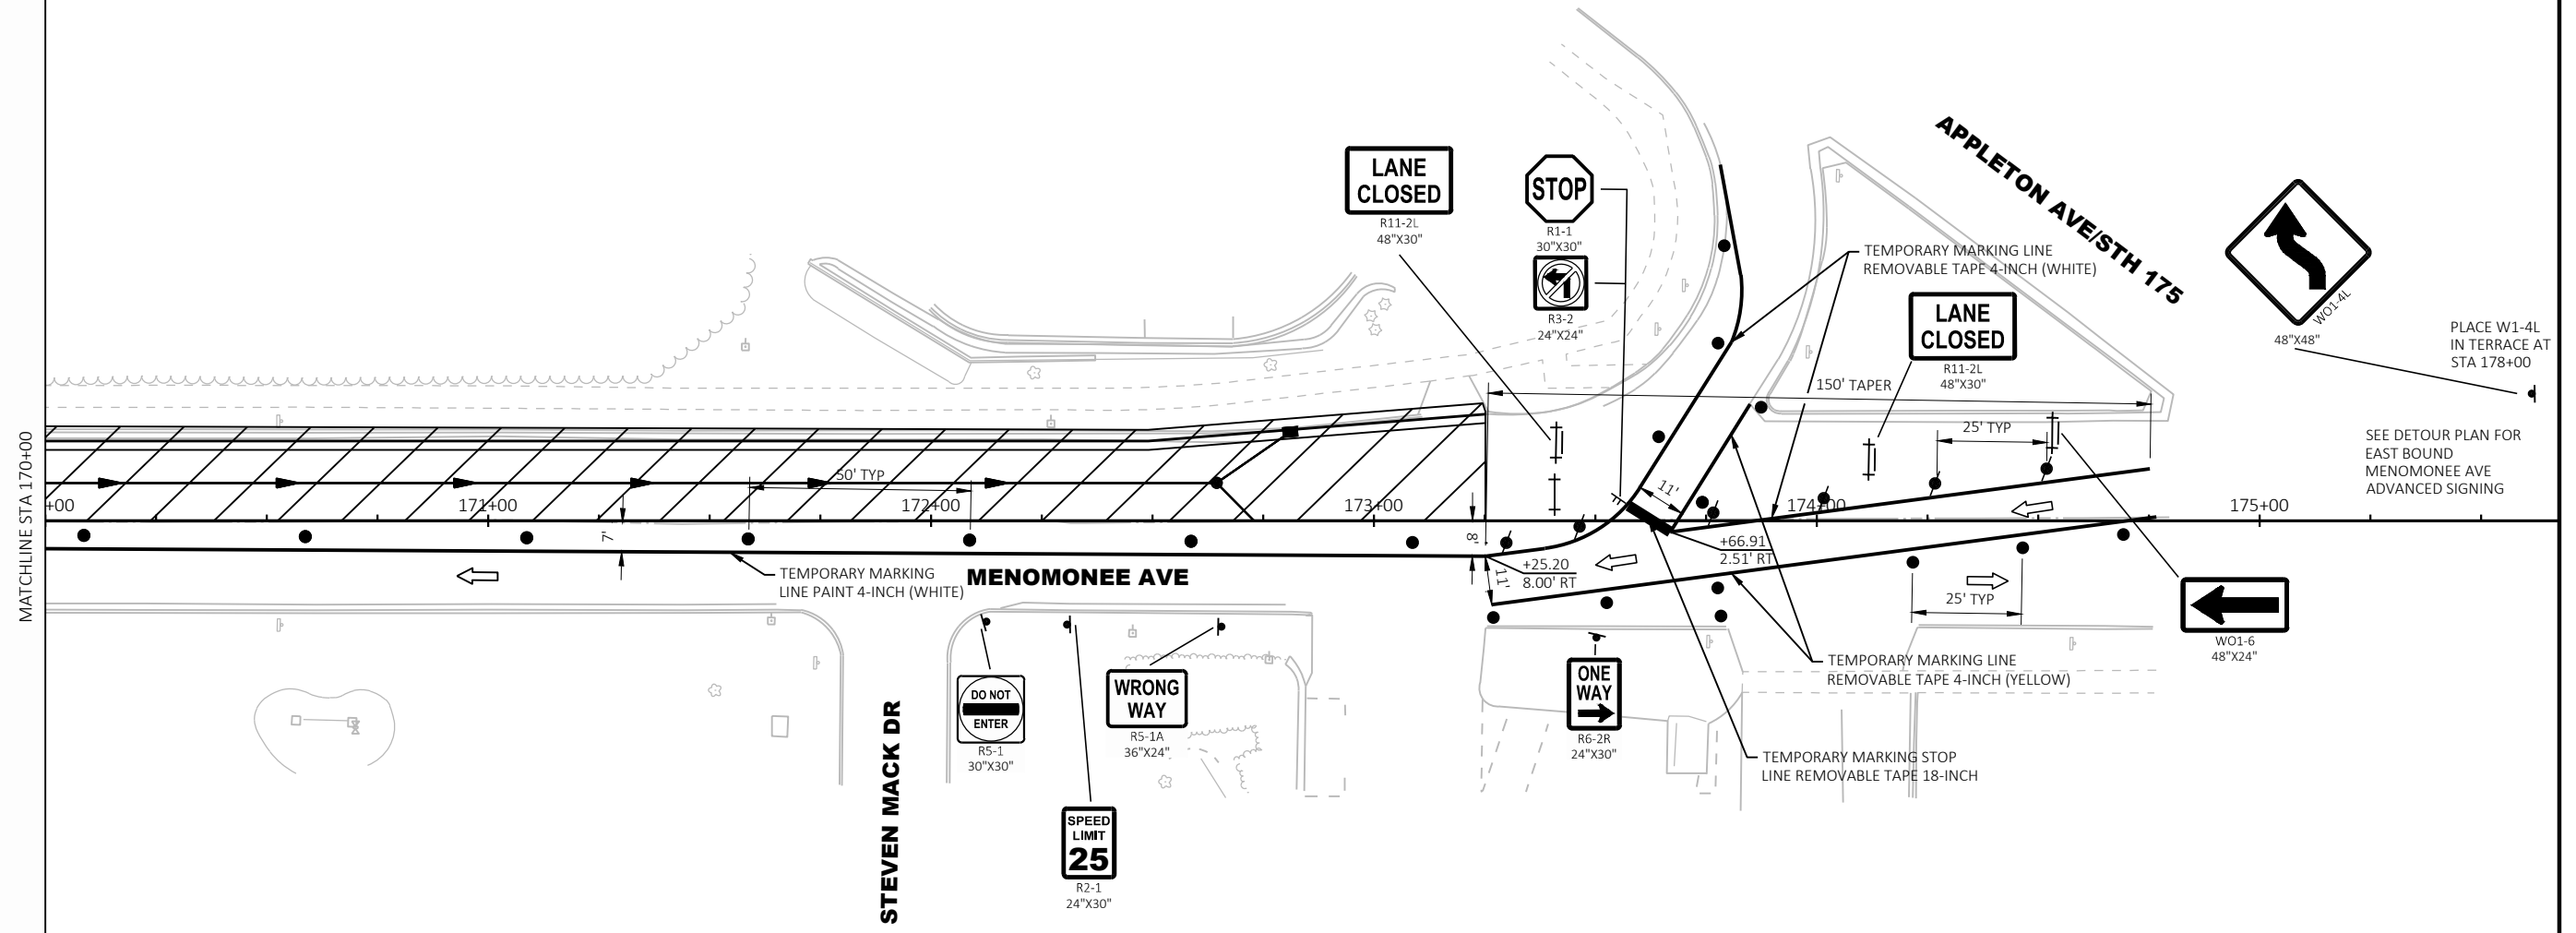 MATCHLINE STA 170+00
+00
171+00
172+00
173+00
174+00
175+00
50' TYP
7'
8'
TEMPORARY MARKING
LINE PAINT 4-INCH (WHITE)
MENOMONEE AVE
STEVEN MACK DR
DO NOT
ENTER
R5-1
30"X30"
SPEED
LIMIT
25
R2-1
24"X30"
WRONG
WAY
R5-1A
36"X24"
LANE
CLOSED
R11-2L
48"X30"
STOP
R1-1
30"X30"
R3-2
24"X24"
11'
+25.20
8.00' RT
11'
+66.91
2.51' RT
ONE
WAY
R6-2R
24"X30"
TEMPORARY MARKING LINE
REMOVABLE TAPE 4-INCH (WHITE)
APPLETON AVE/STH 175
LANE
CLOSED
R11-2L
48"X30"
150' TAPER
25' TYP
25' TYP
TEMPORARY MARKING LINE
REMOVABLE TAPE 4-INCH (YELLOW)
TEMPORARY MARKING STOP
LINE REMOVABLE TAPE 18-INCH
WO1-4L
48"X48"
PLACE W1-4L
IN TERRACE AT
STA 178+00
SEE DETOUR PLAN FOR
EAST BOUND
MENOMONEE AVE
ADVANCED SIGNING
WO1-6
48"X24"